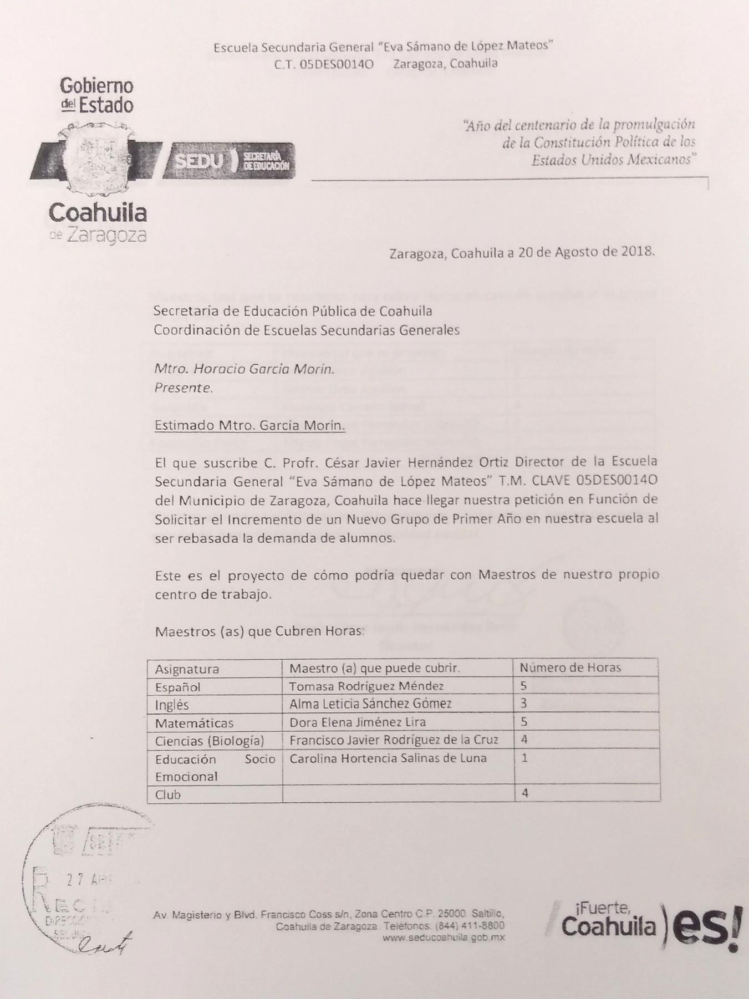 Escuela Secundaria General "Eva Sámano de López Mateos"
C.T. 05DES0014O Zaragoza, Coahuila
Gobierno
del Estado
SEDU
SECRETARÍA
DE EDUCACIÓN
Coahuila
de Zaragoza
"Año del centenario de la promulgación
de la Constitución Política de los
Estados Unidos Mexicanos"
Zaragoza, Coahuila a 20 de Agosto de 2018.
Secretaría de Educación Pública de Coahuila
Coordinación de Escuelas Secundarias Generales
Mtro. Horacio García Morín.
Presente.
Estimado Mtro. García Morín.
El que suscribe C. Profr. César Javier Hernández Ortiz Director de la Escuela
Secundaria General "Eva Sámano de López Mateos" T.M. CLAVE 05DES0014O
del Municipio de Zaragoza, Coahuila hace llegar nuestra petición en Función de
Solicitar el Incremento de un Nuevo Grupo de Primer Año en nuestra escuela al
ser rebasada la demanda de alumnos.
Este es el proyecto de cómo podría quedar con Maestros de nuestro propio
centro de trabajo.
Maestros (as) que Cubren Horas:
Asignatura Maestro (a) que puede cubrir. Número de Horas
Español Tomasa Rodríguez Méndez 5
Inglés Alma Leticia Sánchez Gómez 3
Matemáticas Dora Elena Jiménez Lira 5
Ciencias (Biología) Francisco Javier Rodríguez de la Cruz 4
Educación Socio Carolina Hortencia Salinas de Luna 1
Emocional
Club 4
27
Av. Magisterio y Blvd. Francisco Coss s/n, Zona Centro C.P. 25000. Saltillo,
Coahuila de Zaragoza. Teléfonos: (844) 411-8800
www.seducoahuila.gob.mx
¡Fuerte,
Coahuila es!